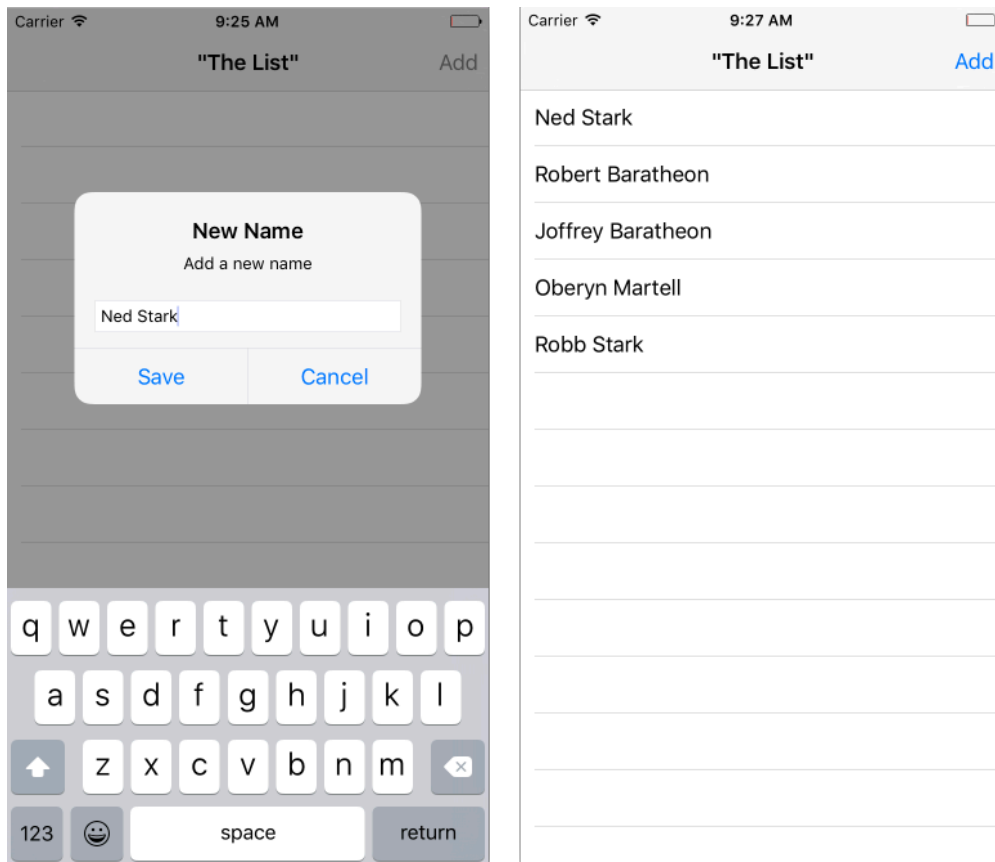 Carrier 9:25 AM
"The List" Add
New Name
Add a new name
Ned Stark
Save Cancel
q w e r t y u i o p
a s d f g h j k l
z x c v b n m
123 space return
Carrier 9:27 AM
"The List" Add
Ned Stark
Robert Baratheon
Joffrey Baratheon
Oberyn Martell
Robb Stark